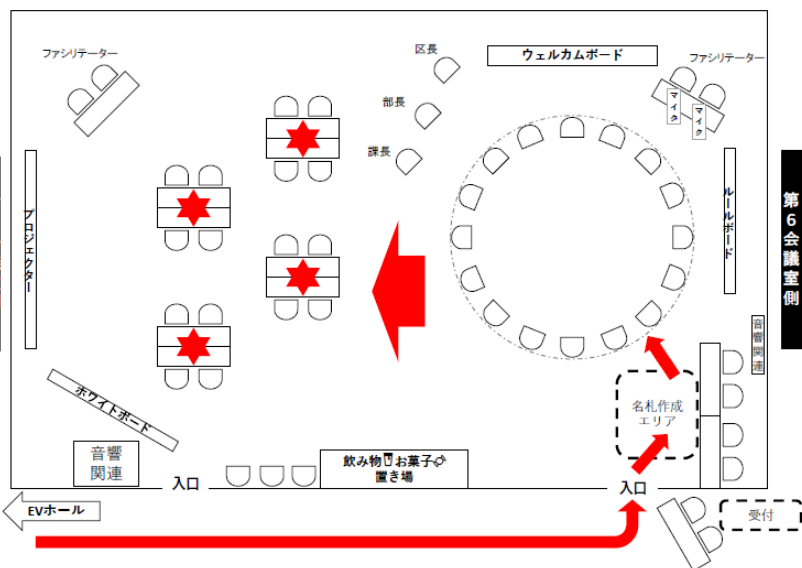 ファシリテーター
区長
ウェルカムボード
ファシリテーター
マイク
マイク
部長
課長
プロジェクター
ルールボード
第6会議室側
音響関連
ホワイトボード
名札作成
エリア
音響
関連
飲み物🥛お菓子🍬
置き場
入口
入口
EVホール
受付